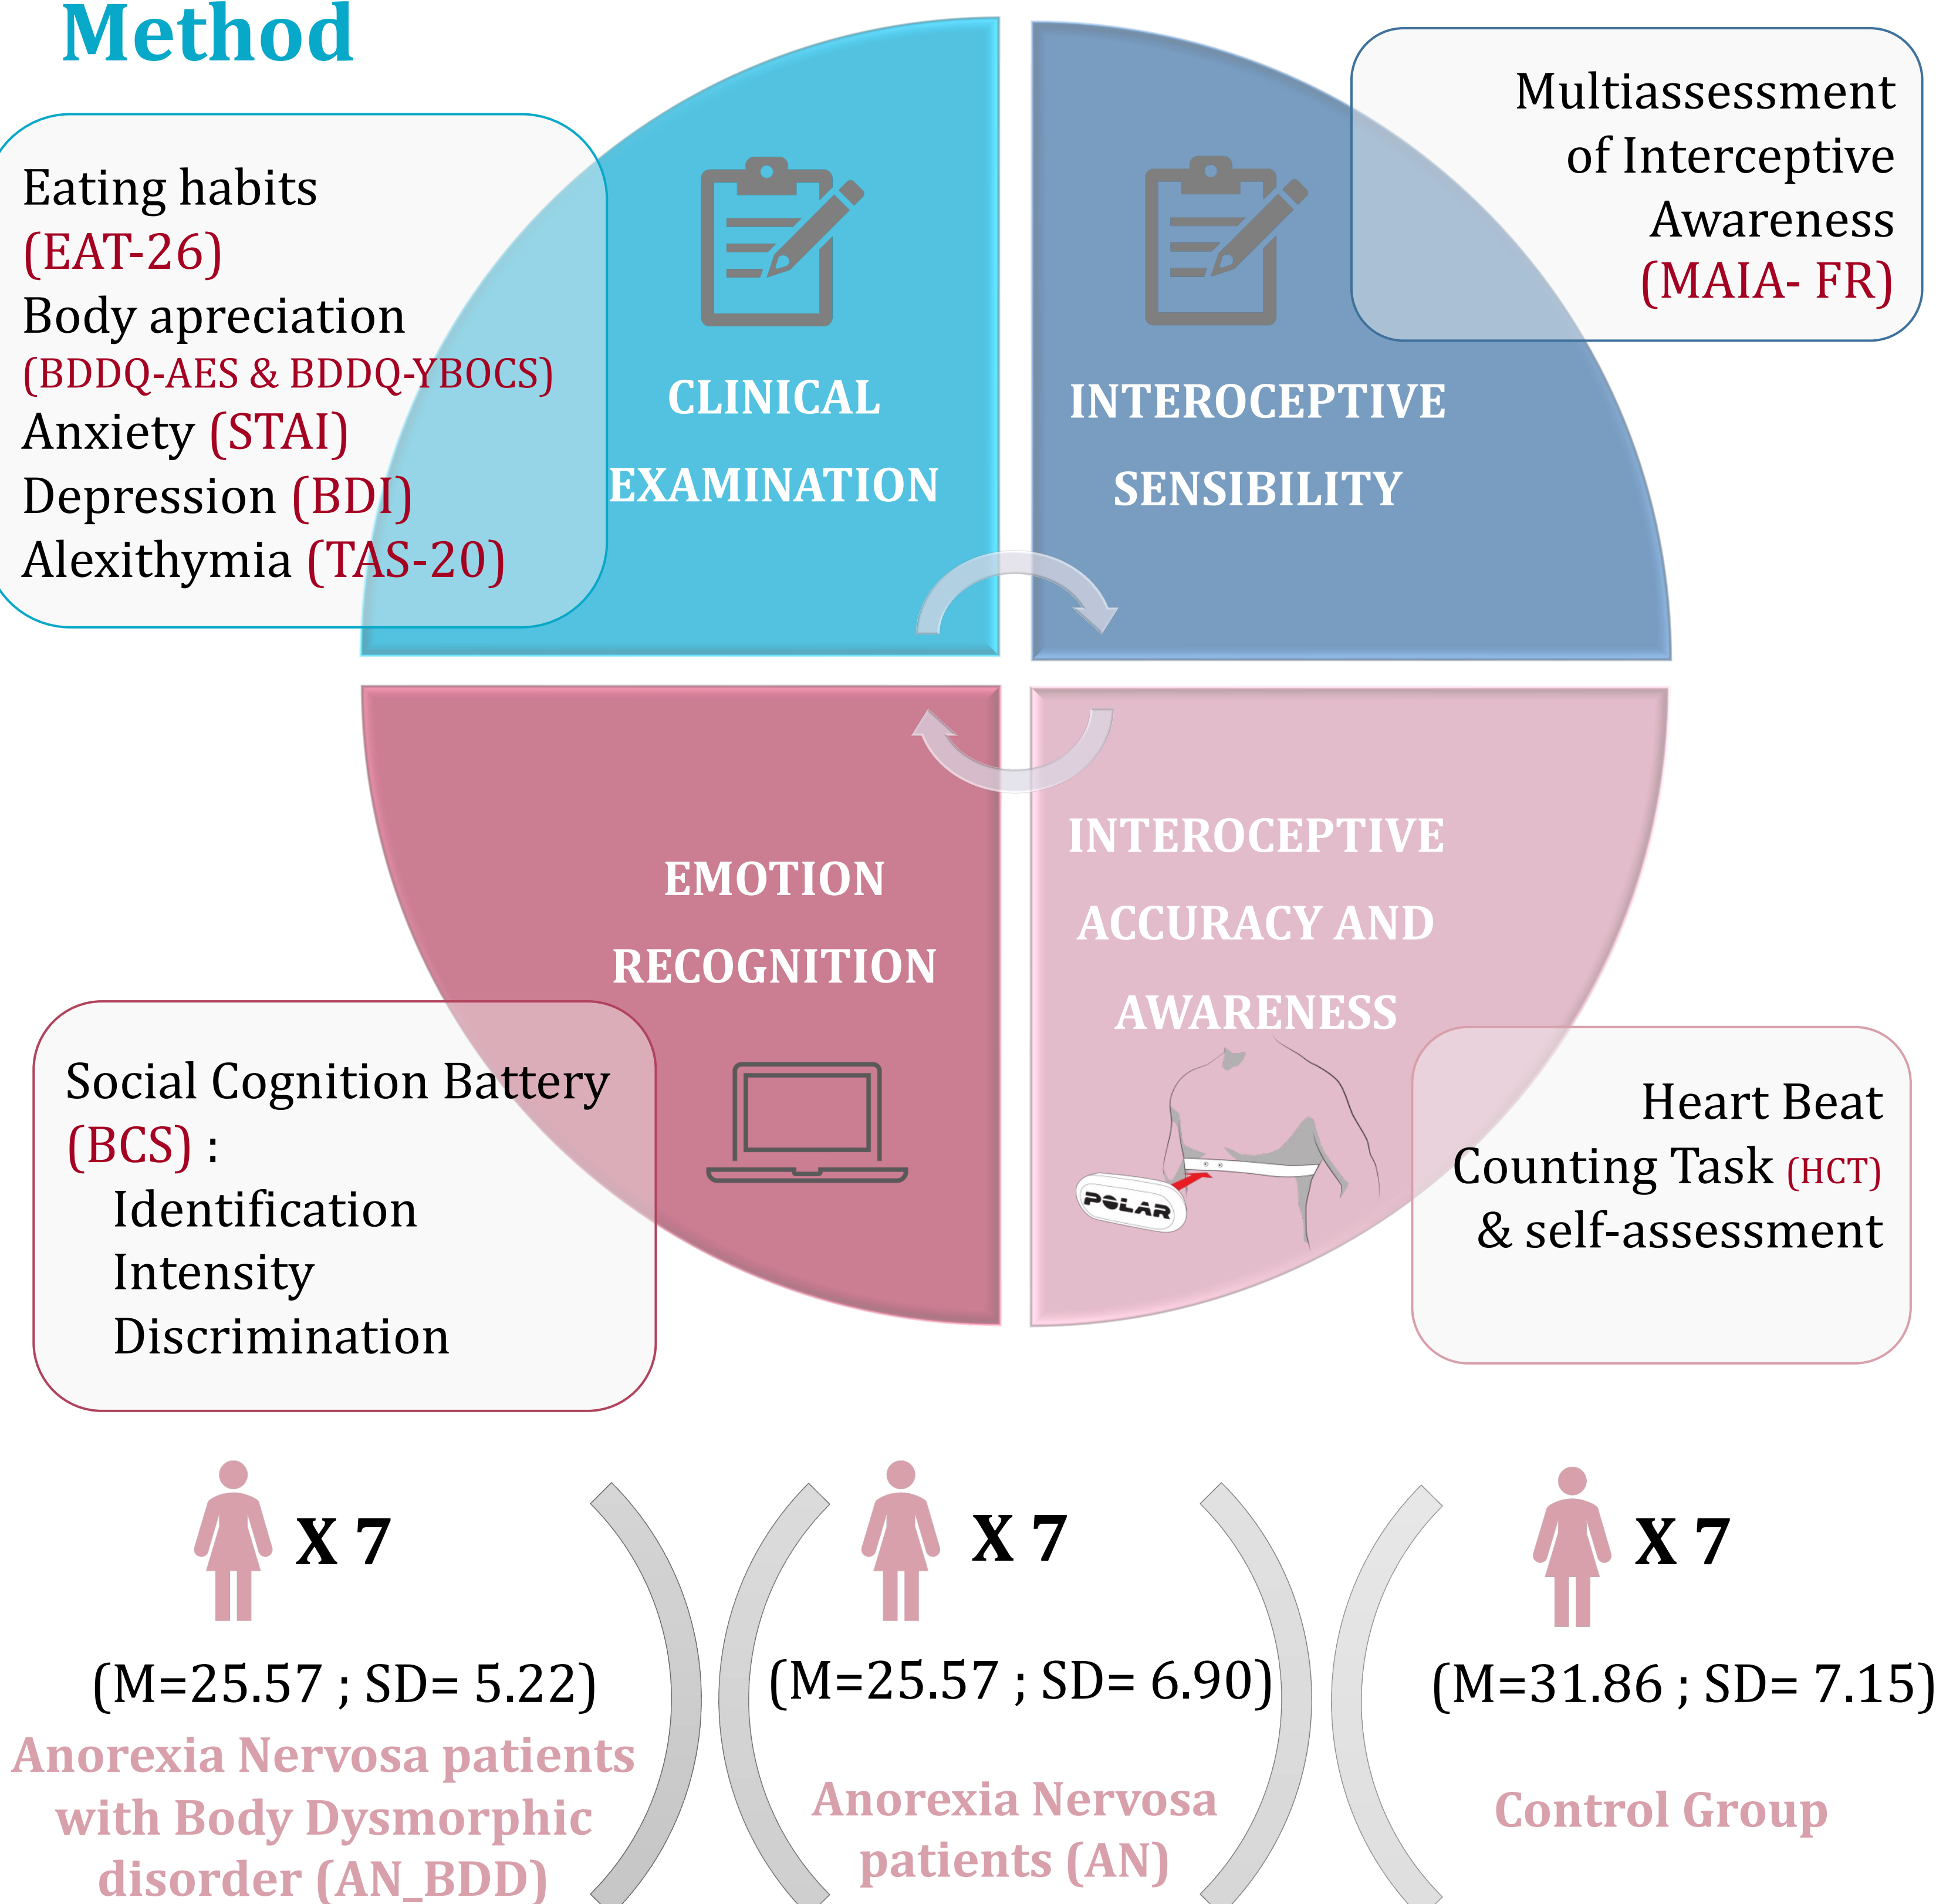 Method
Eating habits
(EAT-26)
Body apreciation
(BDDQ-AES & BDDQ-YBOCS)
Anxiety (STAI)
Depression (BDI)
Alexithymia (TAS-20)
CLINICAL
EXAMINATION
INTEROCEPTIVE
SENSIBILITY
Multiassessment
of Interceptive
Awareness
(MAIA- FR)
EMOTION
RECOGNITION
Social Cognition Battery
(BCS) :
Identification
Intensity
Discrimination
INTEROCEPTIVE
ACCURACY AND
AWARENESS
POLAR
Heart Beat
Counting Task (HCT)
& self-assessment
X 7
(M=25.57 ; SD= 5.22)
Anorexia Nervosa patients
with Body Dysmorphic
disorder (AN_BDD)
X 7
(M=25.57 ; SD= 6.90)
Anorexia Nervosa
patients (AN)
X 7
(M=31.86 ; SD= 7.15)
Control Group